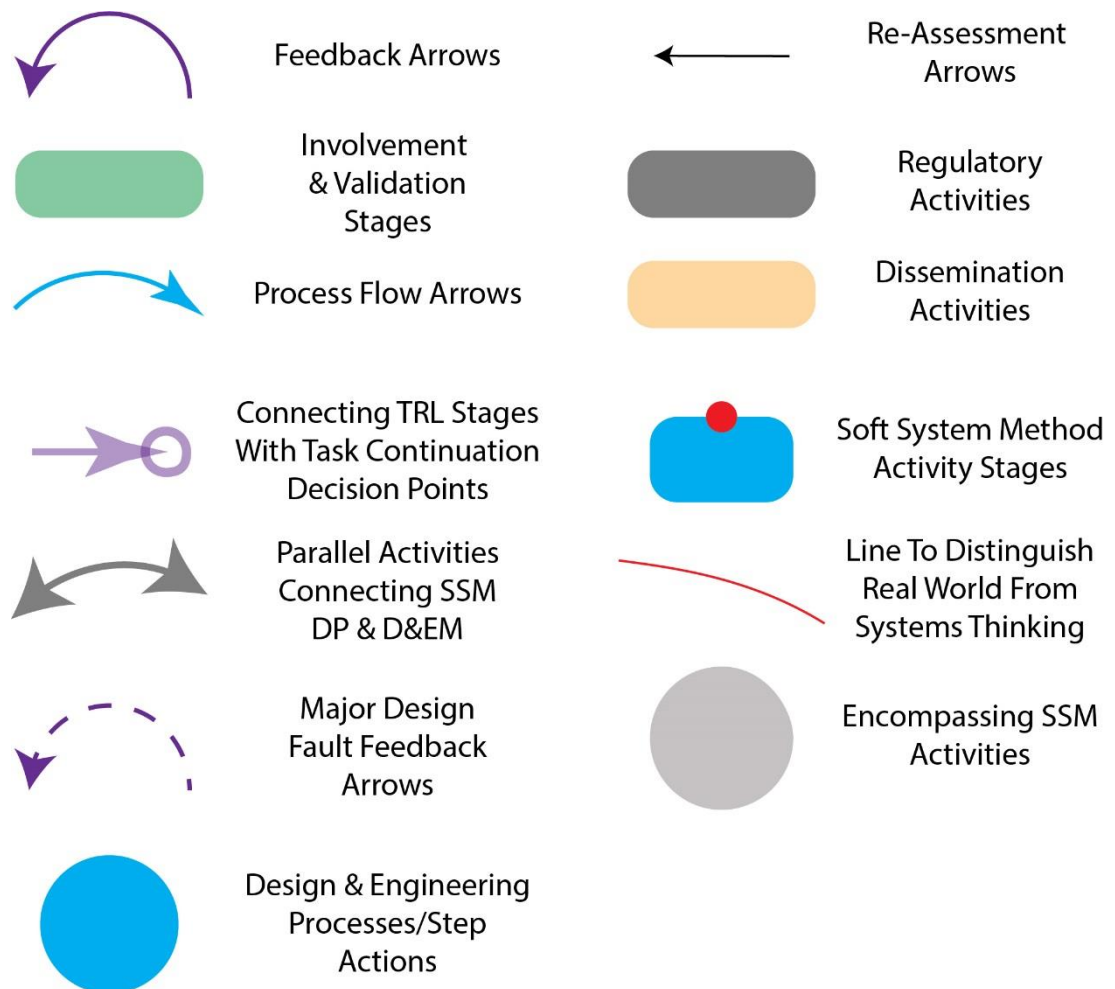 Feedback Arrows
Involvement
& Validation
Stages
Process Flow Arrows
Connecting TRL Stages
With Task Continuation
Decision Points
Parallel Activities
Connecting SSM
DP & D&EM
Major Design
Fault Feedback
Arrows
Design & Engineering
Processes/Step
Actions
Re-Assessment
Arrows
Regulatory
Activities
Dissemination
Activities
Soft System Method
Activity Stages
Line To Distinguish
Real World From
Systems Thinking
Encompassing SSM
Activities